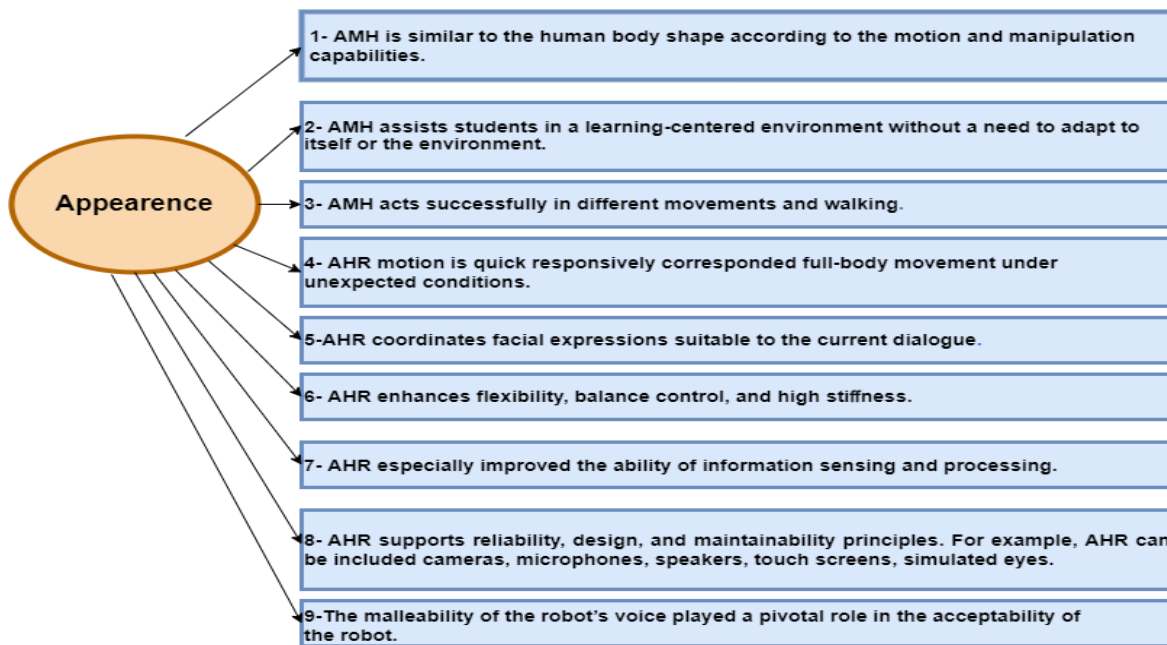 Appearence
1- AMH is similar to the human body shape according to the motion and manipulation
capabilities.
2- AMH assists students in a learning-centered environment without a need to adapt to
itself or the environment.
3- AMH acts successfully in different movements and walking.
4- AHR motion is quick responsively corresponded full-body movement under
unexpected conditions.
5-AHR coordinates facial expressions suitable to the current dialogue.
6- AHR enhances flexibility, balance control, and high stiffness.
7- AHR especially improved the ability of information sensing and processing.
8- AHR supports reliability, design, and maintainability principles. For example, AHR can
be included cameras, microphones, speakers, touch screens, simulated eyes.
9-The malleability of the robot's voice played a pivotal role in the acceptability of
the robot.